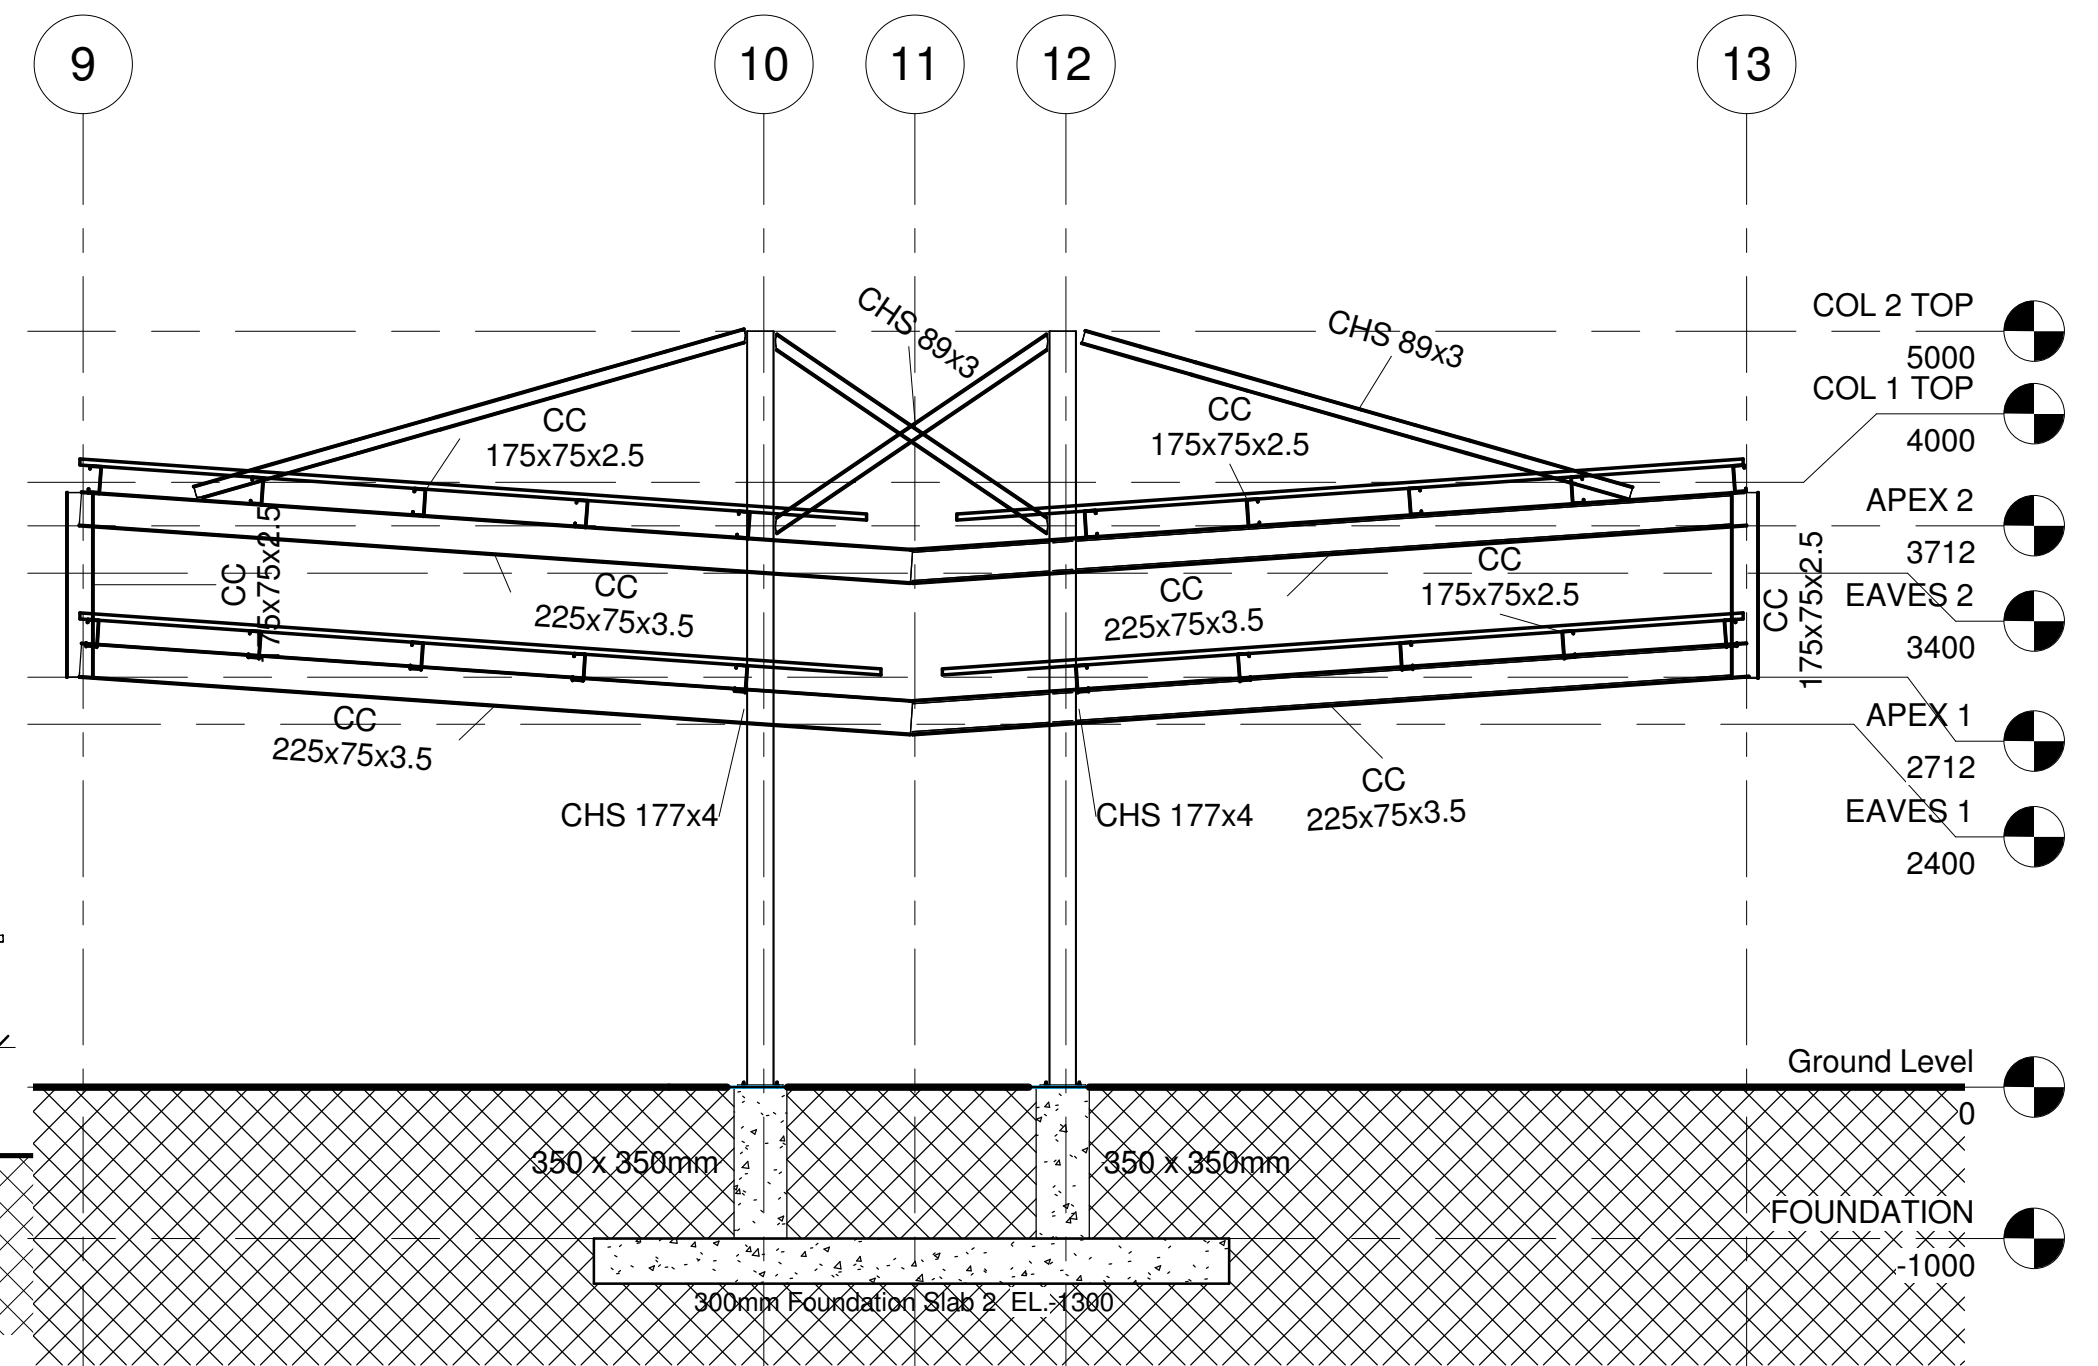 9
10
11
12
13
COL 2 TOP
5000
COL 1 TOP
4000
APEX 2
3712
EAVES 2
3400
APEX 1
2712
EAVES 1
2400
CHS 89x3
CHS 89x3
CC
175x75x2.5
CC
175x75x2.5
CC
175x75x2.5
CC
75x75x2.5
CC
225x75x3.5
CC
225x75x3.5
CC
175x75x2.5
CC
225x75x3.5
CC
225x75x3.5
CHS 177x4
CHS 177x4
Ground Level
0
350 x 350mm
350 x 350mm
FOUNDATION
-1000
300mm Foundation Slab 2 EL.-1300